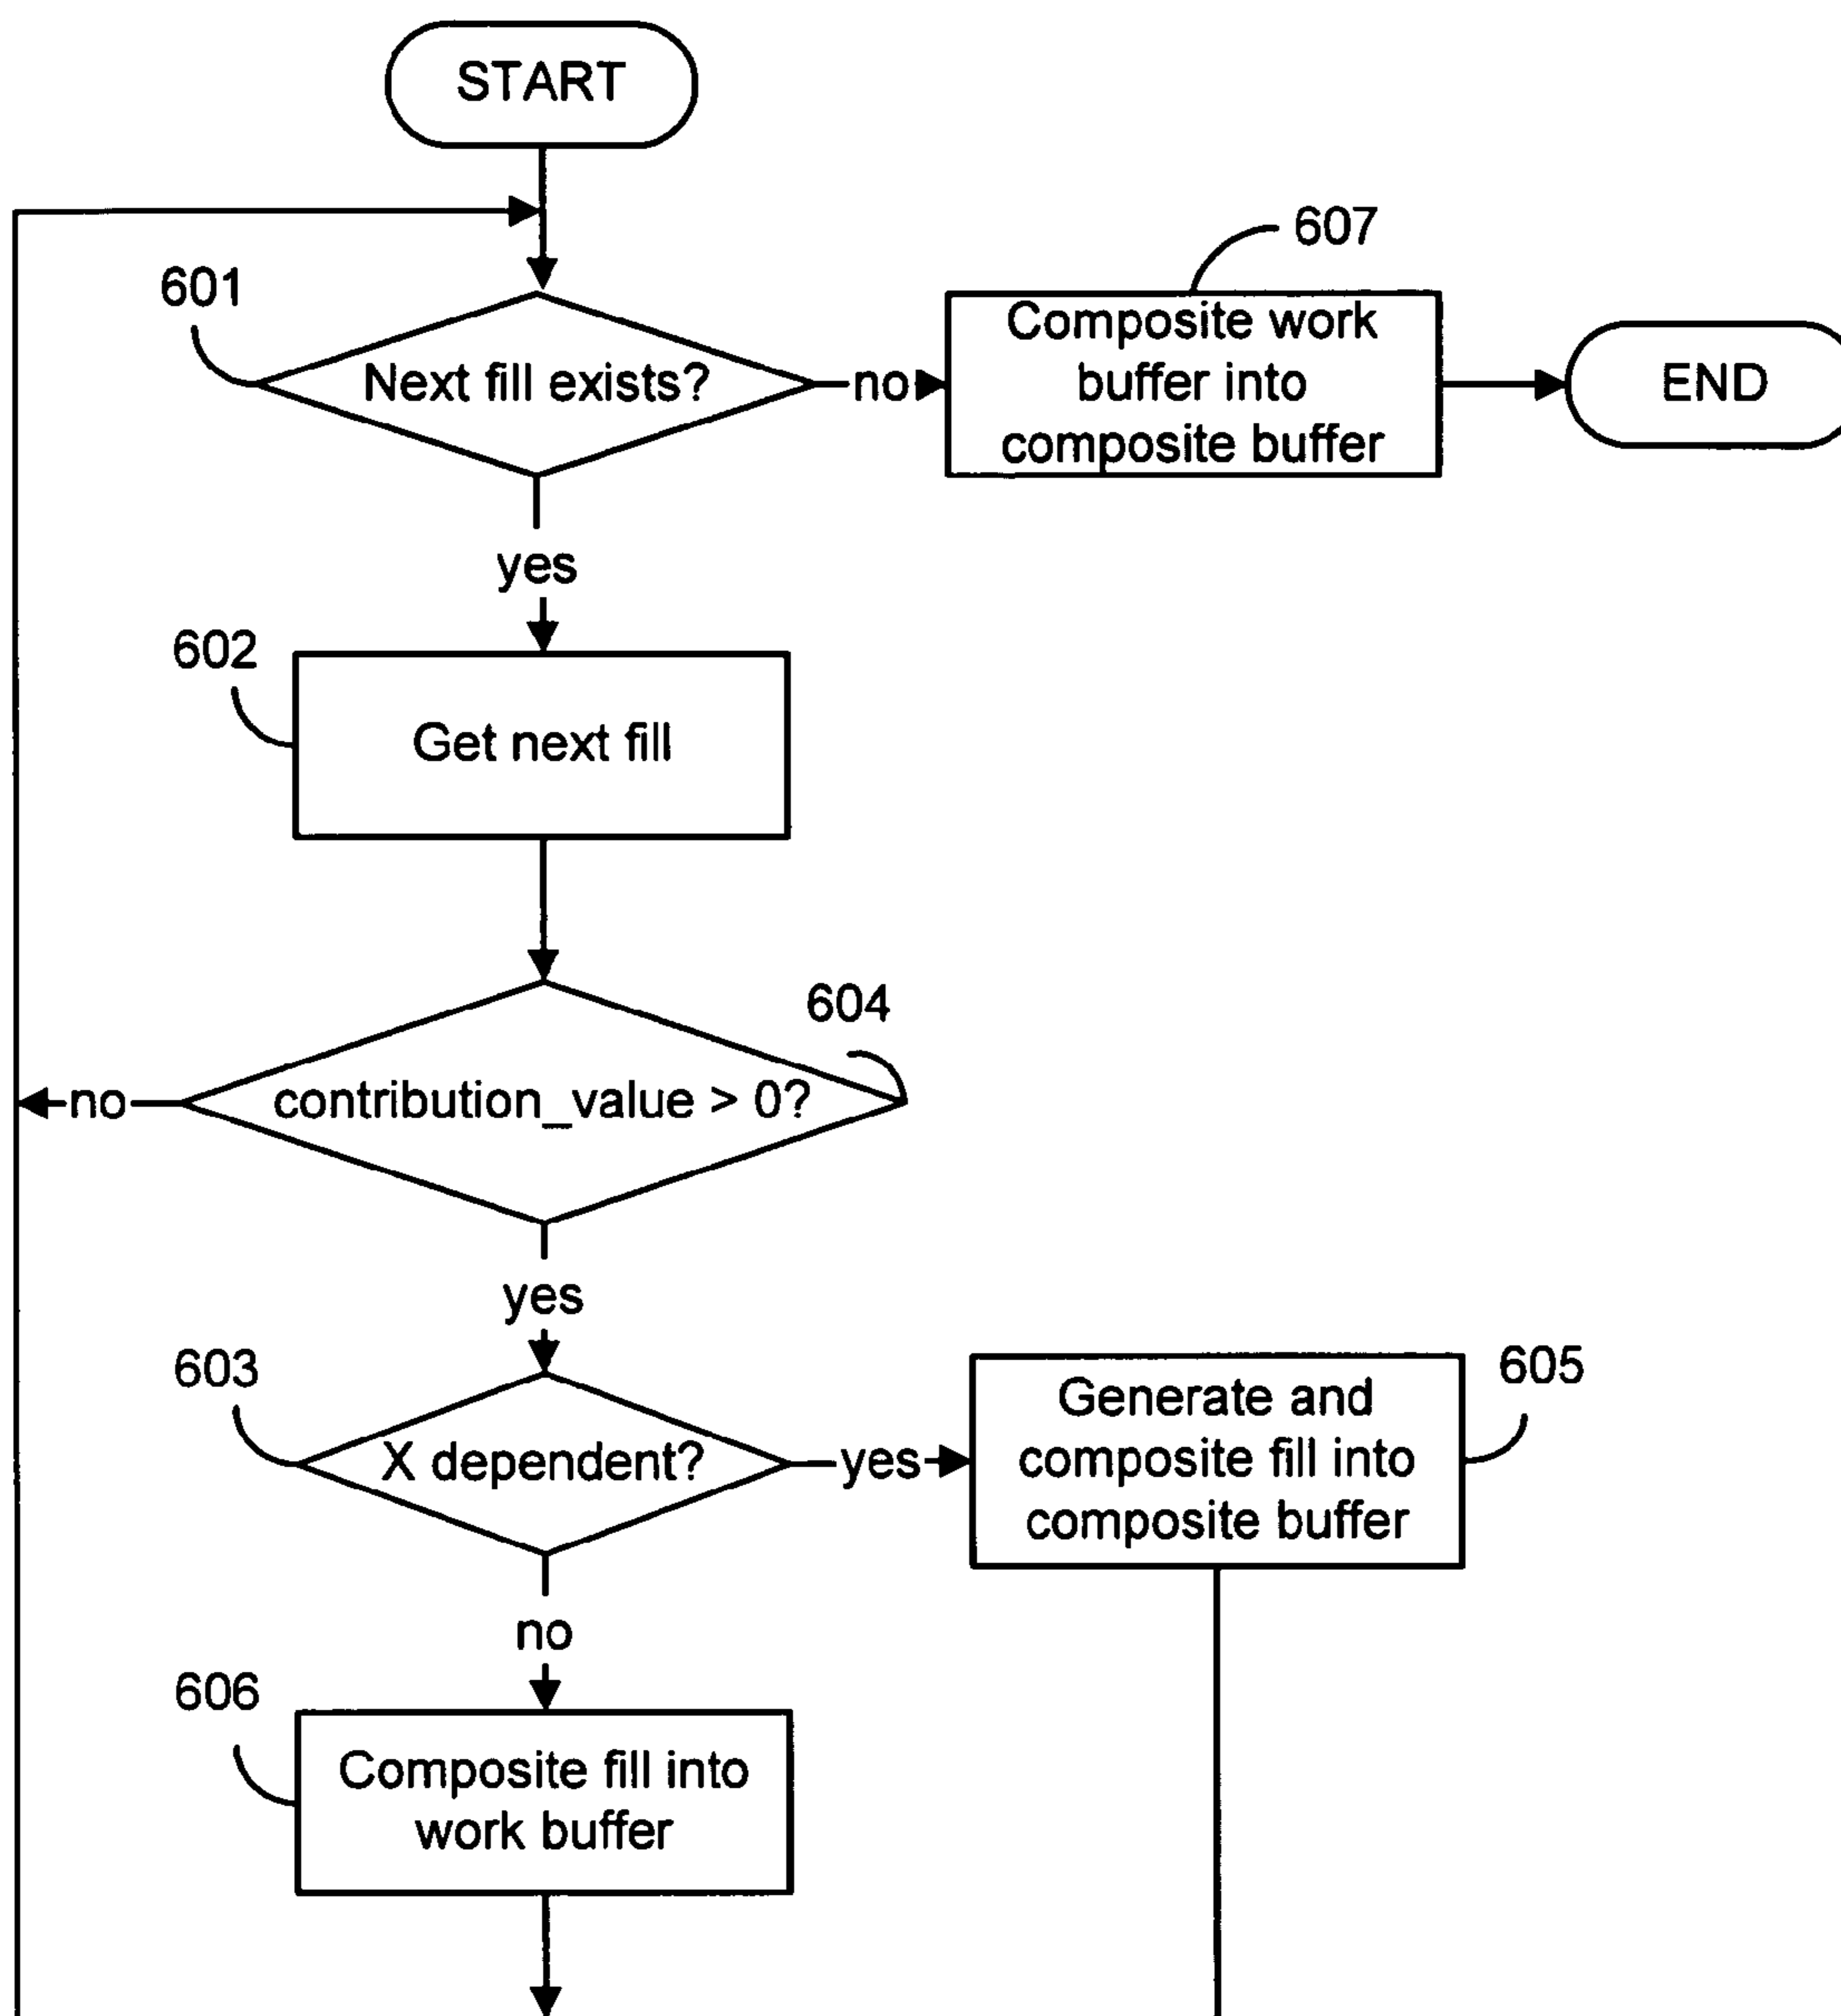 START
607
601
Composite work
buffer into
composite buffer
Next fill exists?
no
END
yes
602
Get next fill
604
no
contribution_value > 0?
yes
603
605
Generate and
composite fill into
composite buffer
X dependent?
yes
no
606
Composite fill into
work buffer